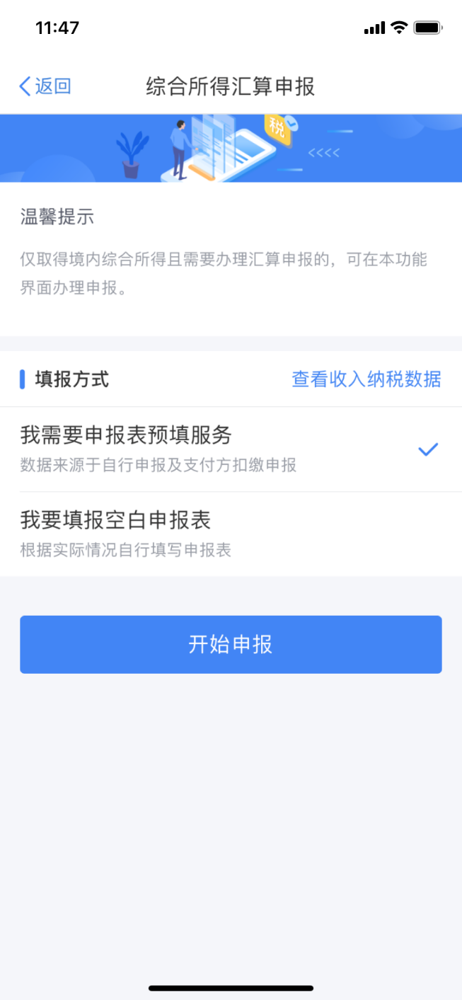 11:47
返回
综合所得汇算申报
税
温馨提示
仅取得境内综合所得且需要办理汇算申报的，可在本功能
界面办理申报。
填报方式
查看收入纳税数据
我需要申报表预填服务
数据来源于自行申报及支付方扣缴申报
我要填报空白申报表
根据实际情况自行填写申报表
开始申报